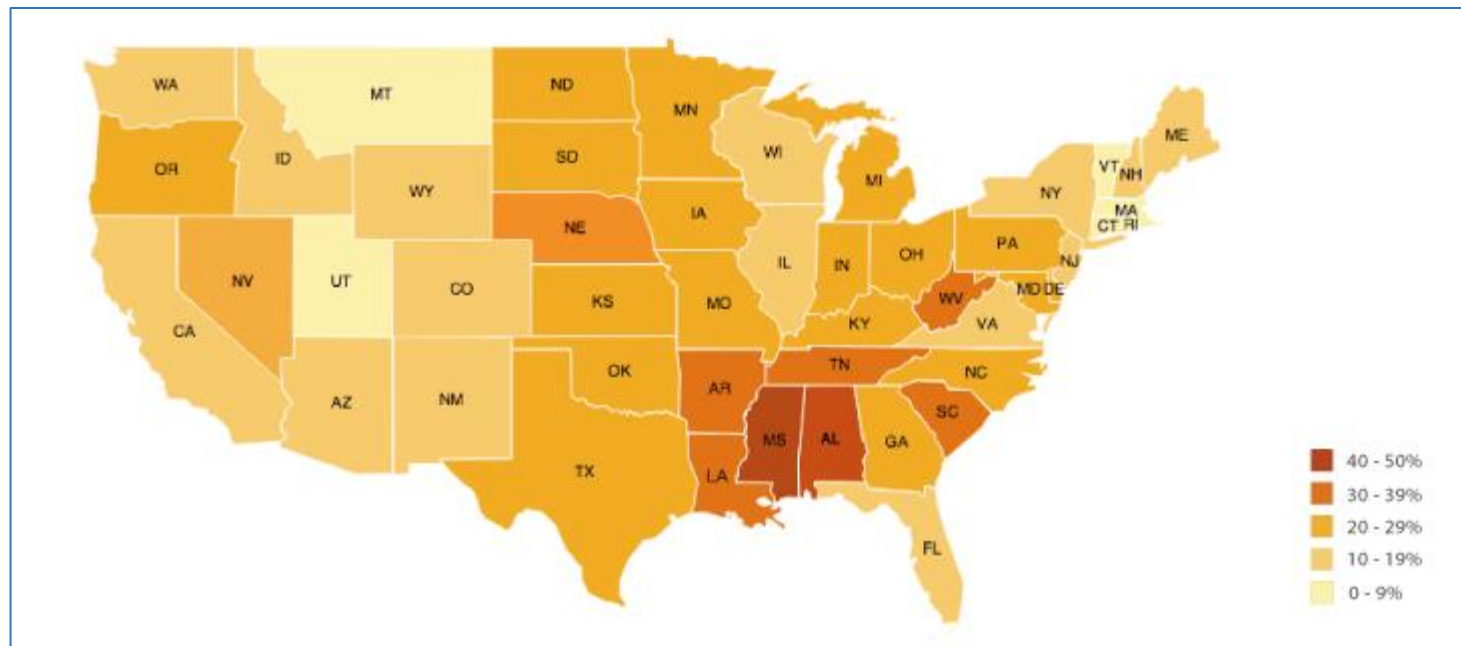 WA
MT
ND
MN
ME
OR
ID
SD
WI
VT
NH
WY
MI
NY
MA
IA
CT
RI
NE
PA
OH
NV
IL
IN
NJ
UT
CO
MD
DE
WV
KS
MO
KY
VA
CA
TN
OK
NC
AR
AZ
NM
SC
MS
AL
GA
TX
LA
FL
40 - 50%
30 - 39%
20 - 29%
10 - 19%
0 - 9%